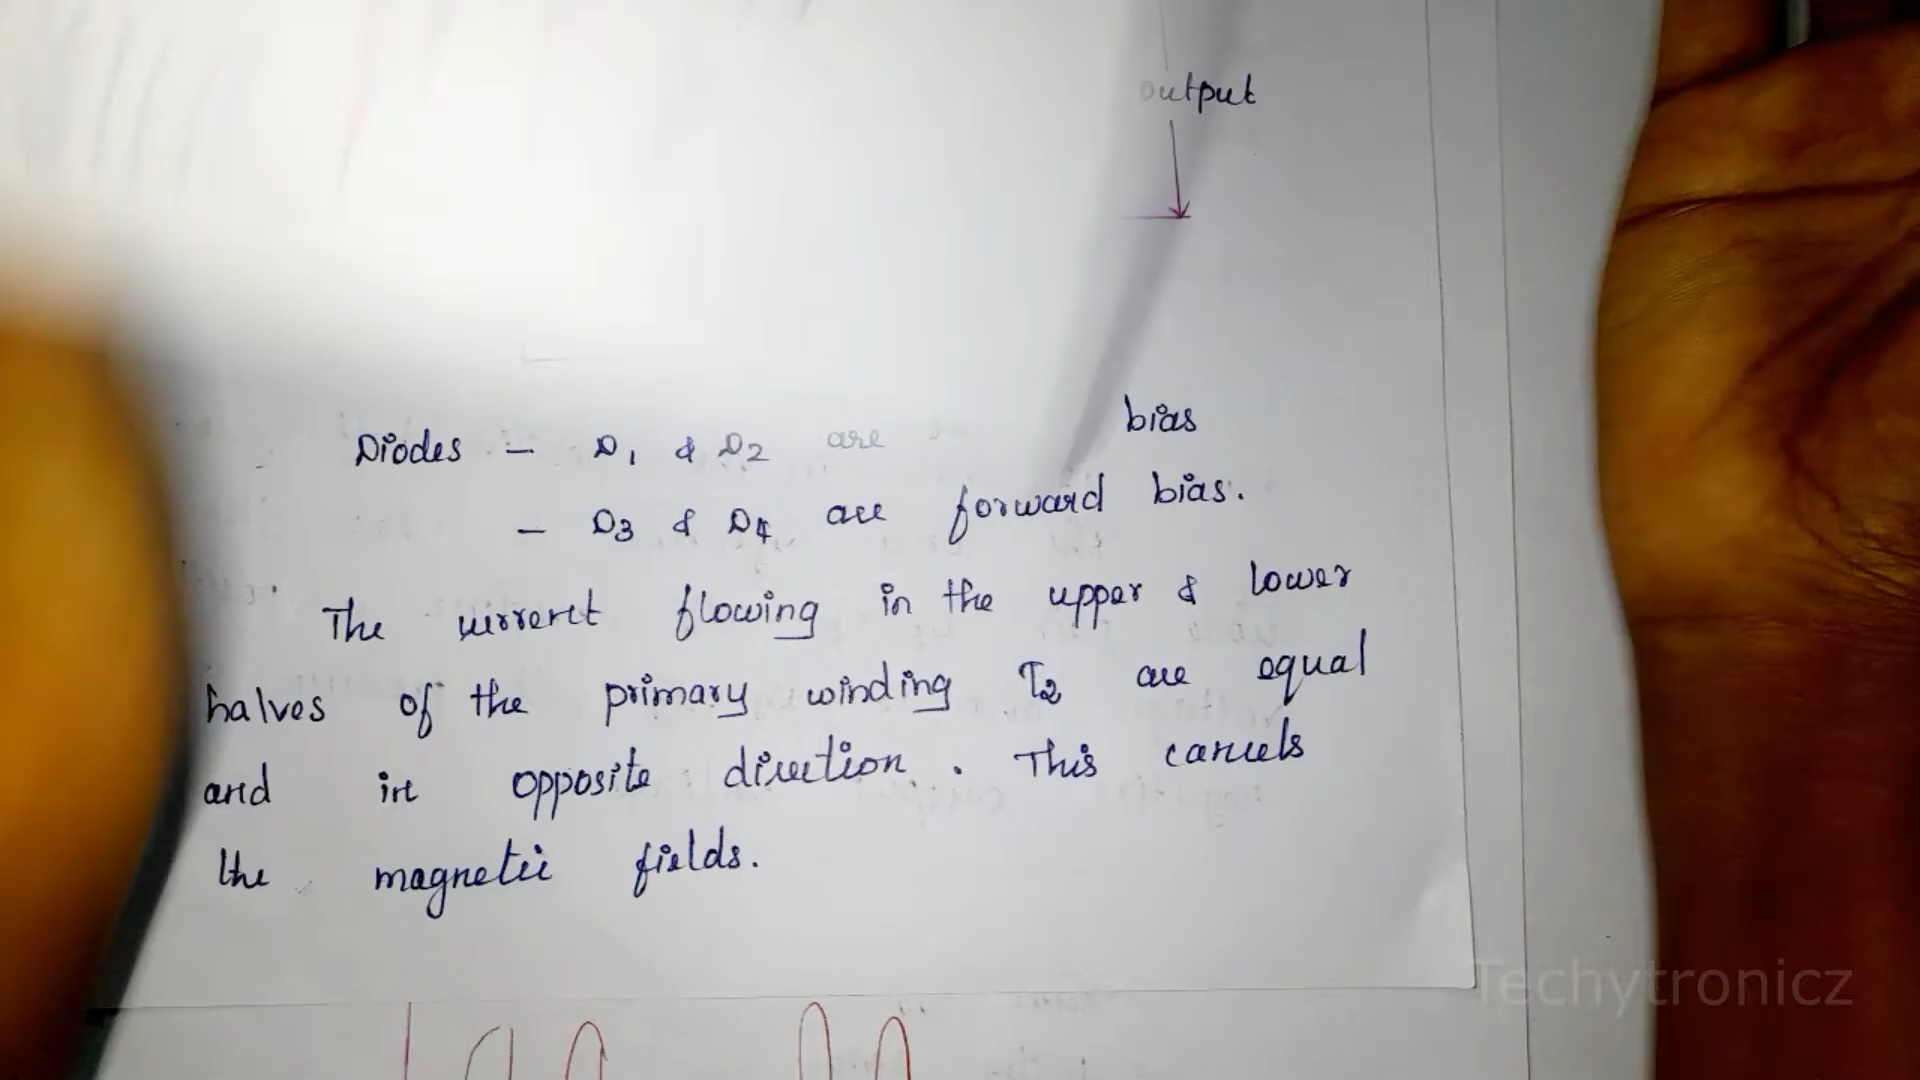 output
Diodes - D1 & D2 are bias
- D3 & D4 are forward bias.
The current flowing in the upper & lower
halves of the primary winding T2 are equal
and in opposite direction. This cancels
the magnetic fields.
Techytronicz